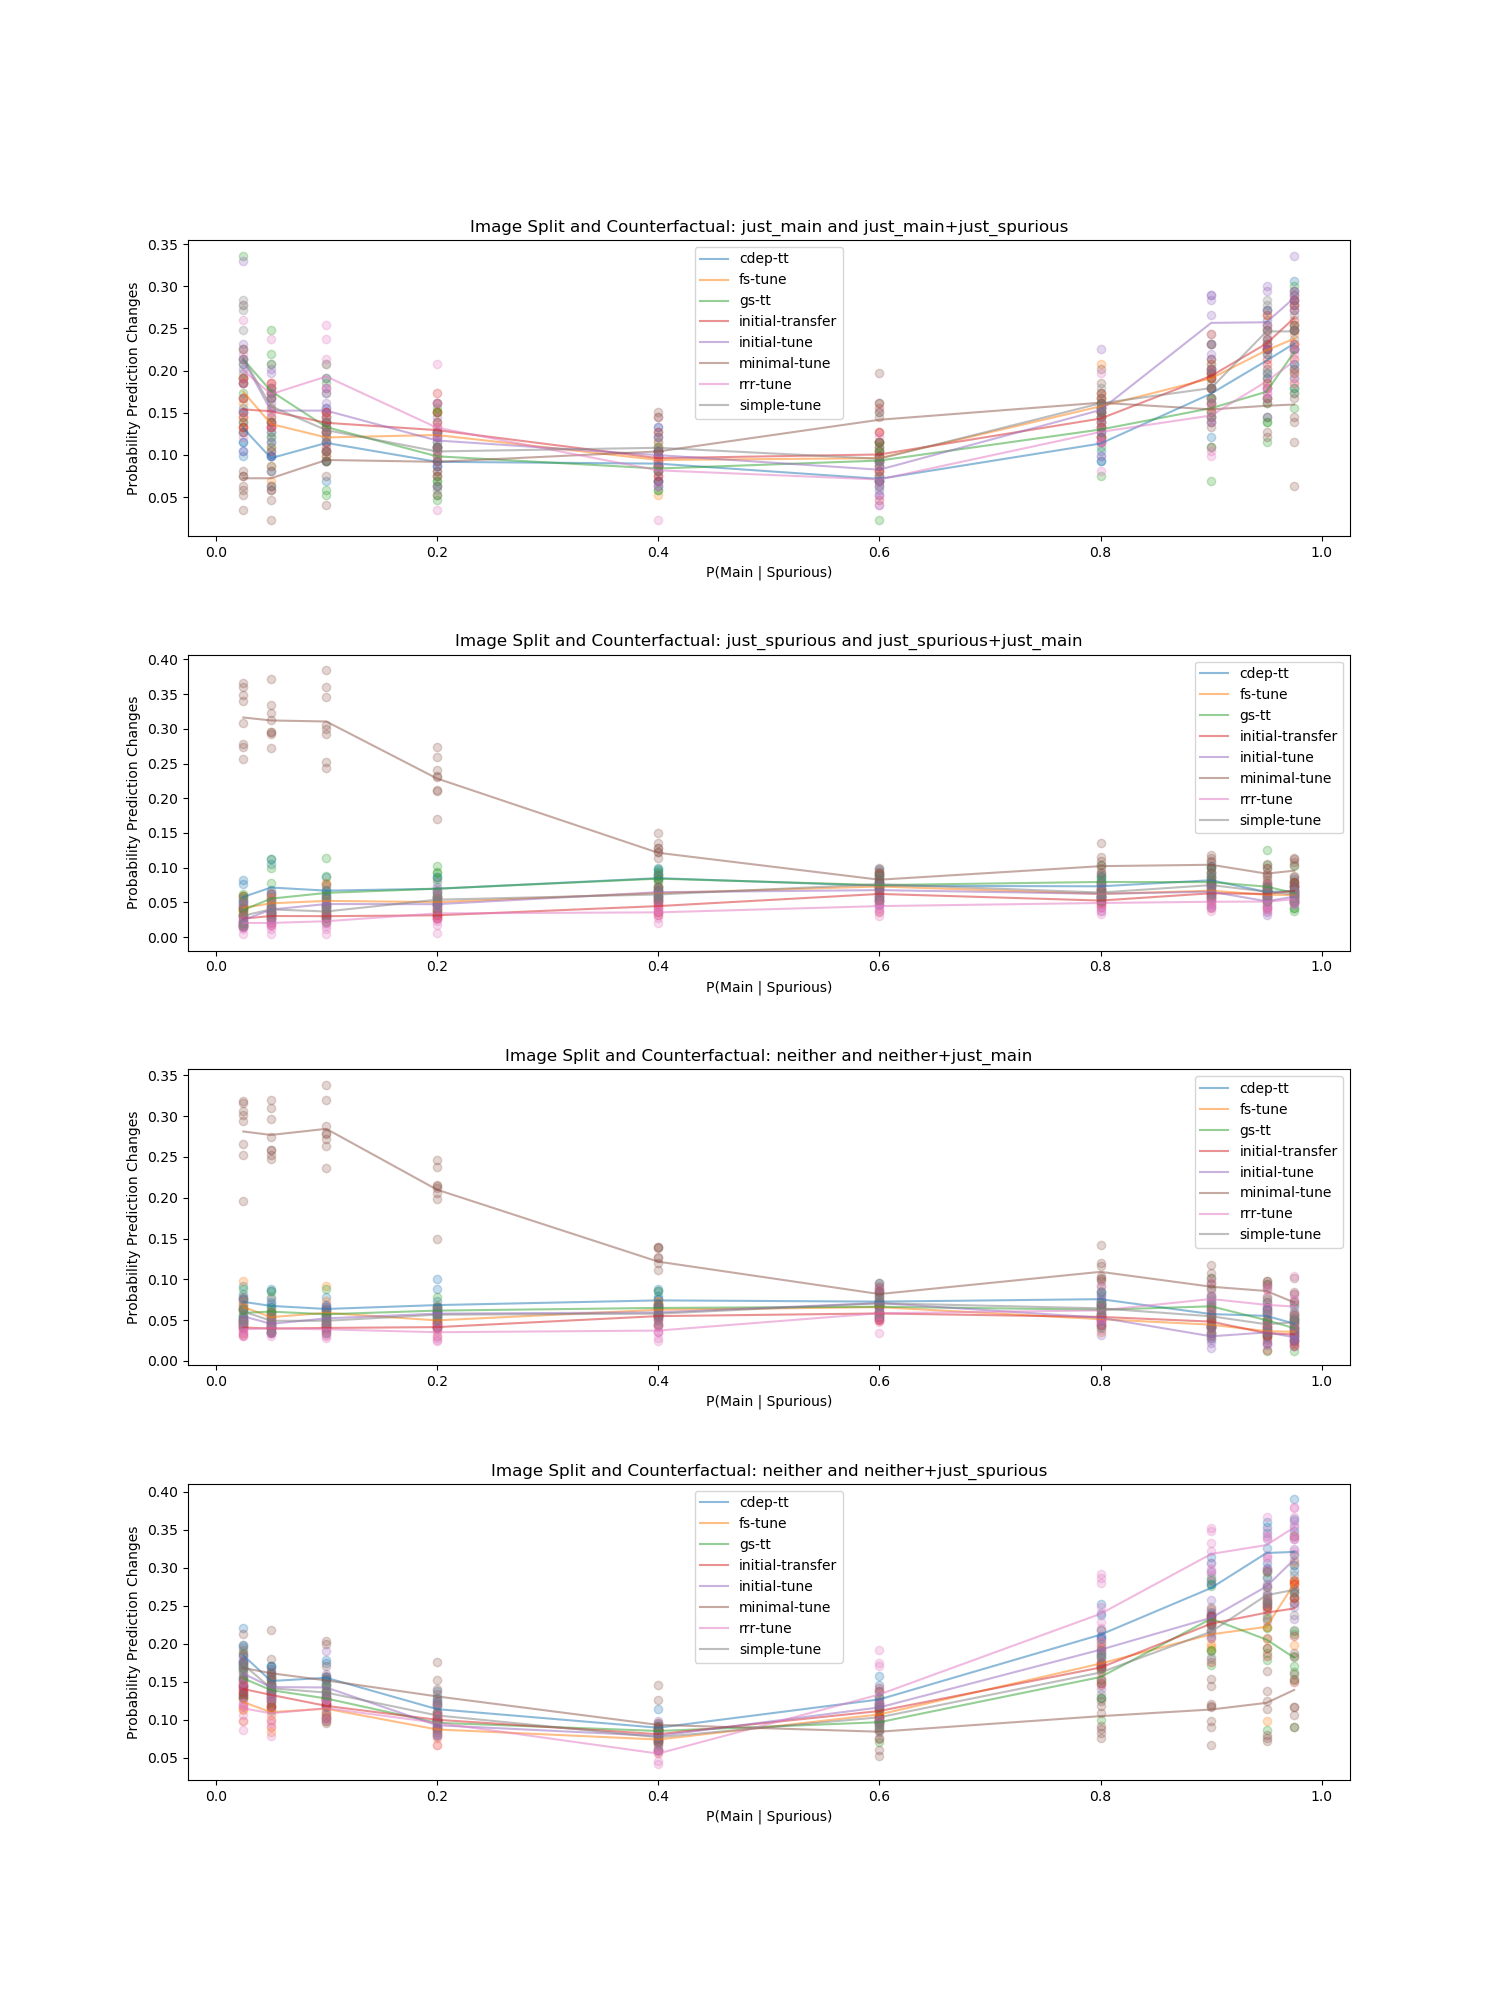 Image Split and Counterfactual: just_main and just_main+just_spurious
Probability Prediction Changes
0.35
0.30
0.25
0.20
0.15
0.10
0.05
cdep-tt
fs-tune
gs-tt
initial-transfer
initial-tune
minimal-tune
rrr-tune
simple-tune
0.0 0.2 0.4 0.6 0.8 1.0
P(Main | Spurious)
Image Split and Counterfactual: just_spurious and just_spurious+just_main
Probability Prediction Changes
0.40
0.35
0.30
0.25
0.20
0.15
0.10
0.05
0.00
cdep-tt
fs-tune
gs-tt
initial-transfer
initial-tune
minimal-tune
rrr-tune
simple-tune
0.0 0.2 0.4 0.6 0.8 1.0
P(Main | Spurious)
Image Split and Counterfactual: neither and neither+just_main
Probability Prediction Changes
0.35
0.30
0.25
0.20
0.15
0.10
0.05
0.00
cdep-tt
fs-tune
gs-tt
initial-transfer
initial-tune
minimal-tune
rrr-tune
simple-tune
0.0 0.2 0.4 0.6 0.8 1.0
P(Main | Spurious)
Image Split and Counterfactual: neither and neither+just_spurious
Probability Prediction Changes
0.40
0.35
0.30
0.25
0.20
0.15
0.10
0.05
cdep-tt
fs-tune
gs-tt
initial-transfer
initial-tune
minimal-tune
rrr-tune
simple-tune
0.0 0.2 0.4 0.6 0.8 1.0
P(Main | Spurious)